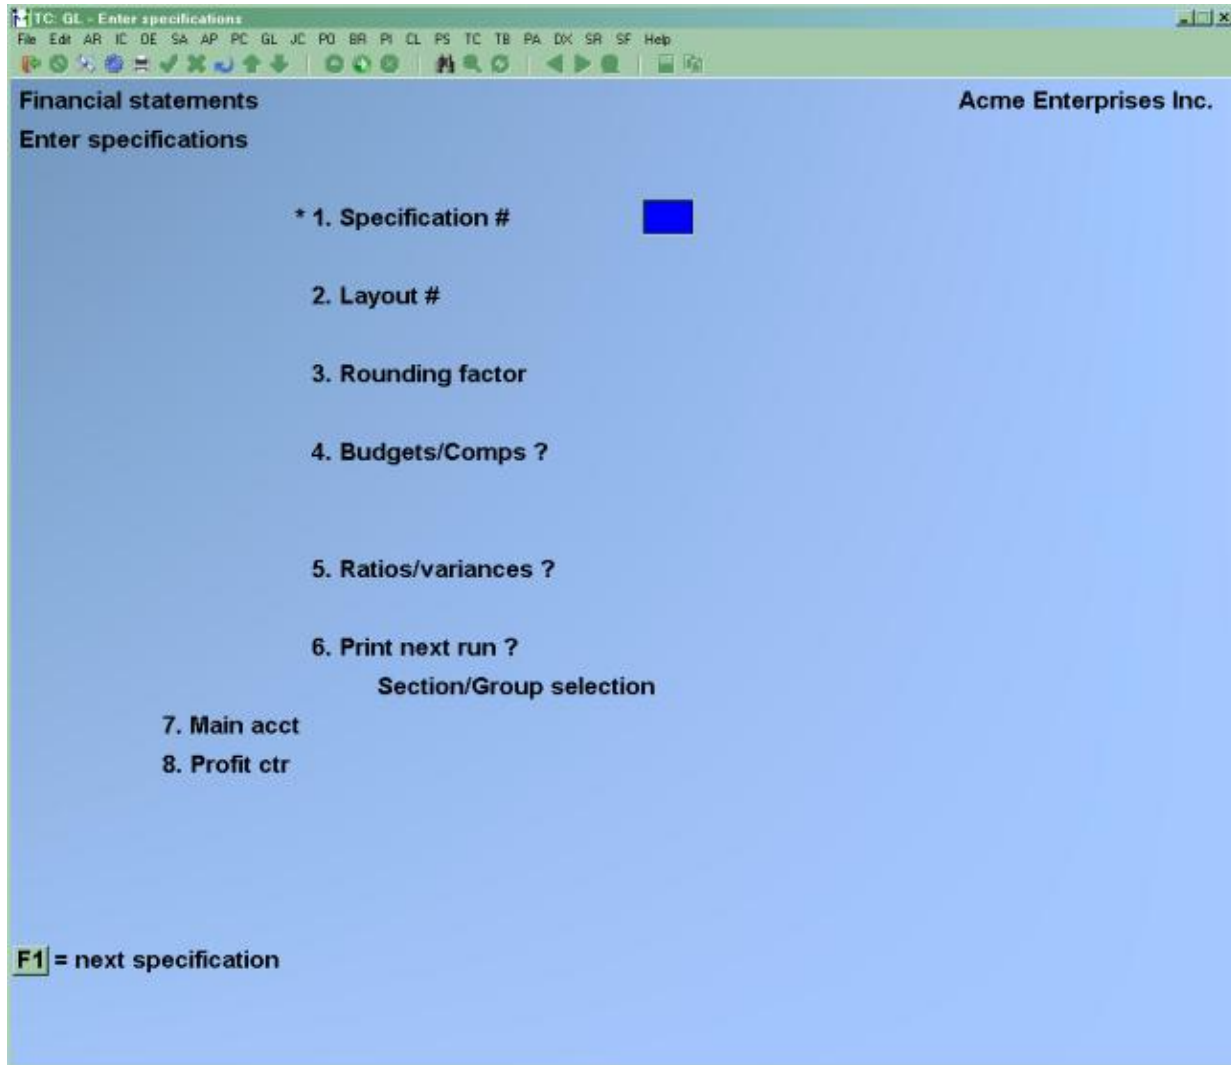 TC: GL - Enter specifications
File Edit AR IC OE SA AP PC GL JC PO BR PI CL PS TC TB PA DX SR SF Help
Financial statements Acme Enterprises Inc.
Enter specifications
* 1. Specification #
2. Layout #
3. Rounding factor
4. Budgets/Comps ?
5. Ratios/variances ?
6. Print next run ?
Section/Group selection
7. Main acct
8. Profit ctr
F1 = next specification